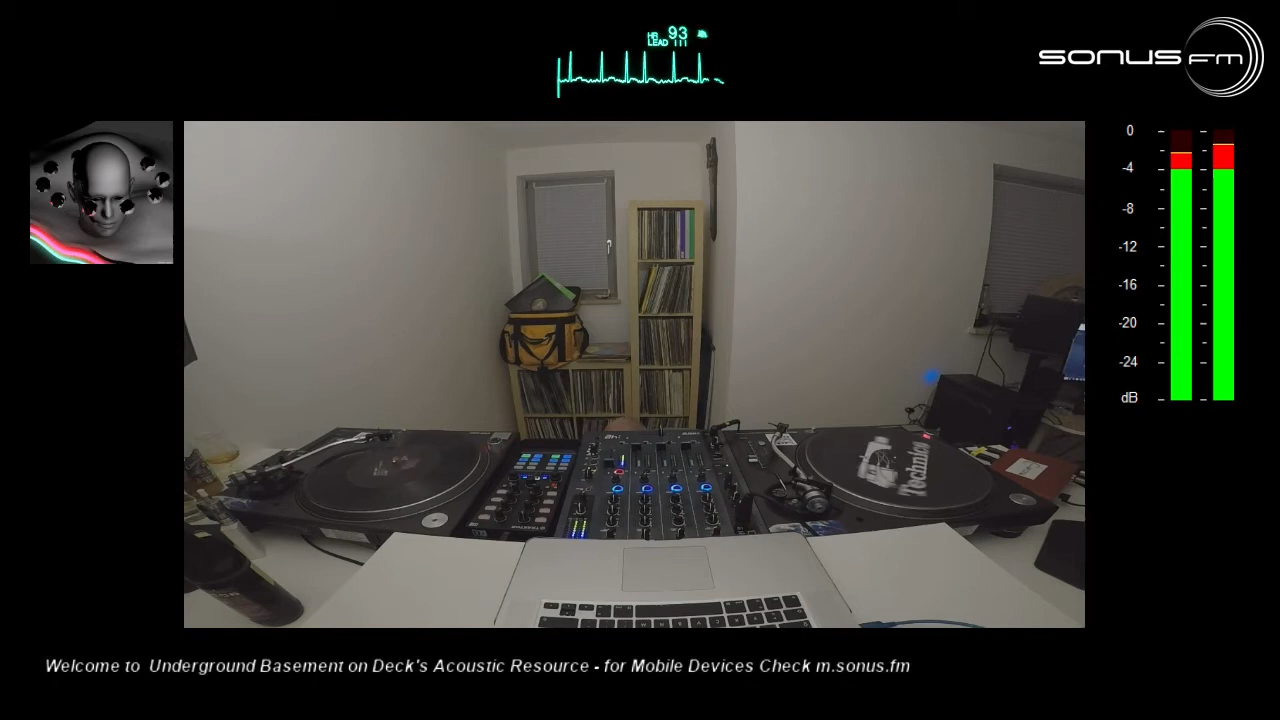 HR 93
LEAD III
sonus fm
0
-4
-8
-12
-16
-20
-24
dB
Technics
TRAKTOR
Welcome to Underground Basement on Deck's Acoustic Resource - for Mobile Devices Check m.sonus.fm